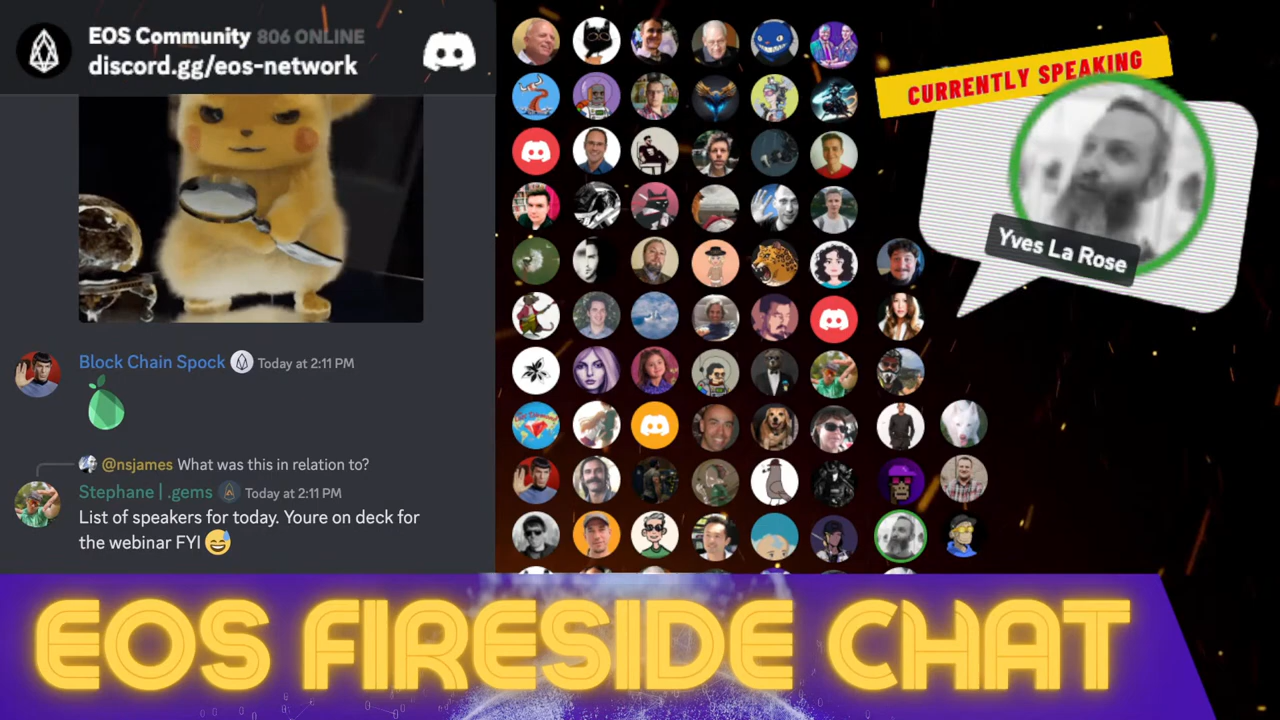 EOS Community 806 ONLINE
discord.gg/eos-network
Block Chain Spock Today at 2:11 PM
@nsjames What was this in relation to?
Stephane | .gems Today at 2:11 PM
List of speakers for today. Youre on deck for
the webinar FYI
CURRENTLY SPEAKING
Yves La Rose
EOS FIRESIDE CHAT